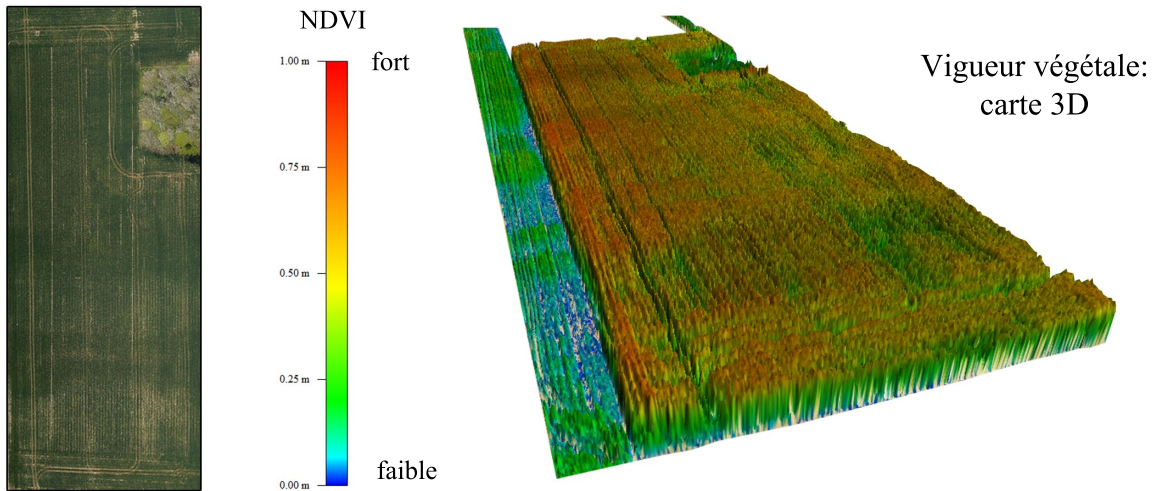 NDVI
1.00 m
fort
0.75 m
0.50 m
0.25 m
0.00 m
faible
Vigueur végétale:
carte 3D